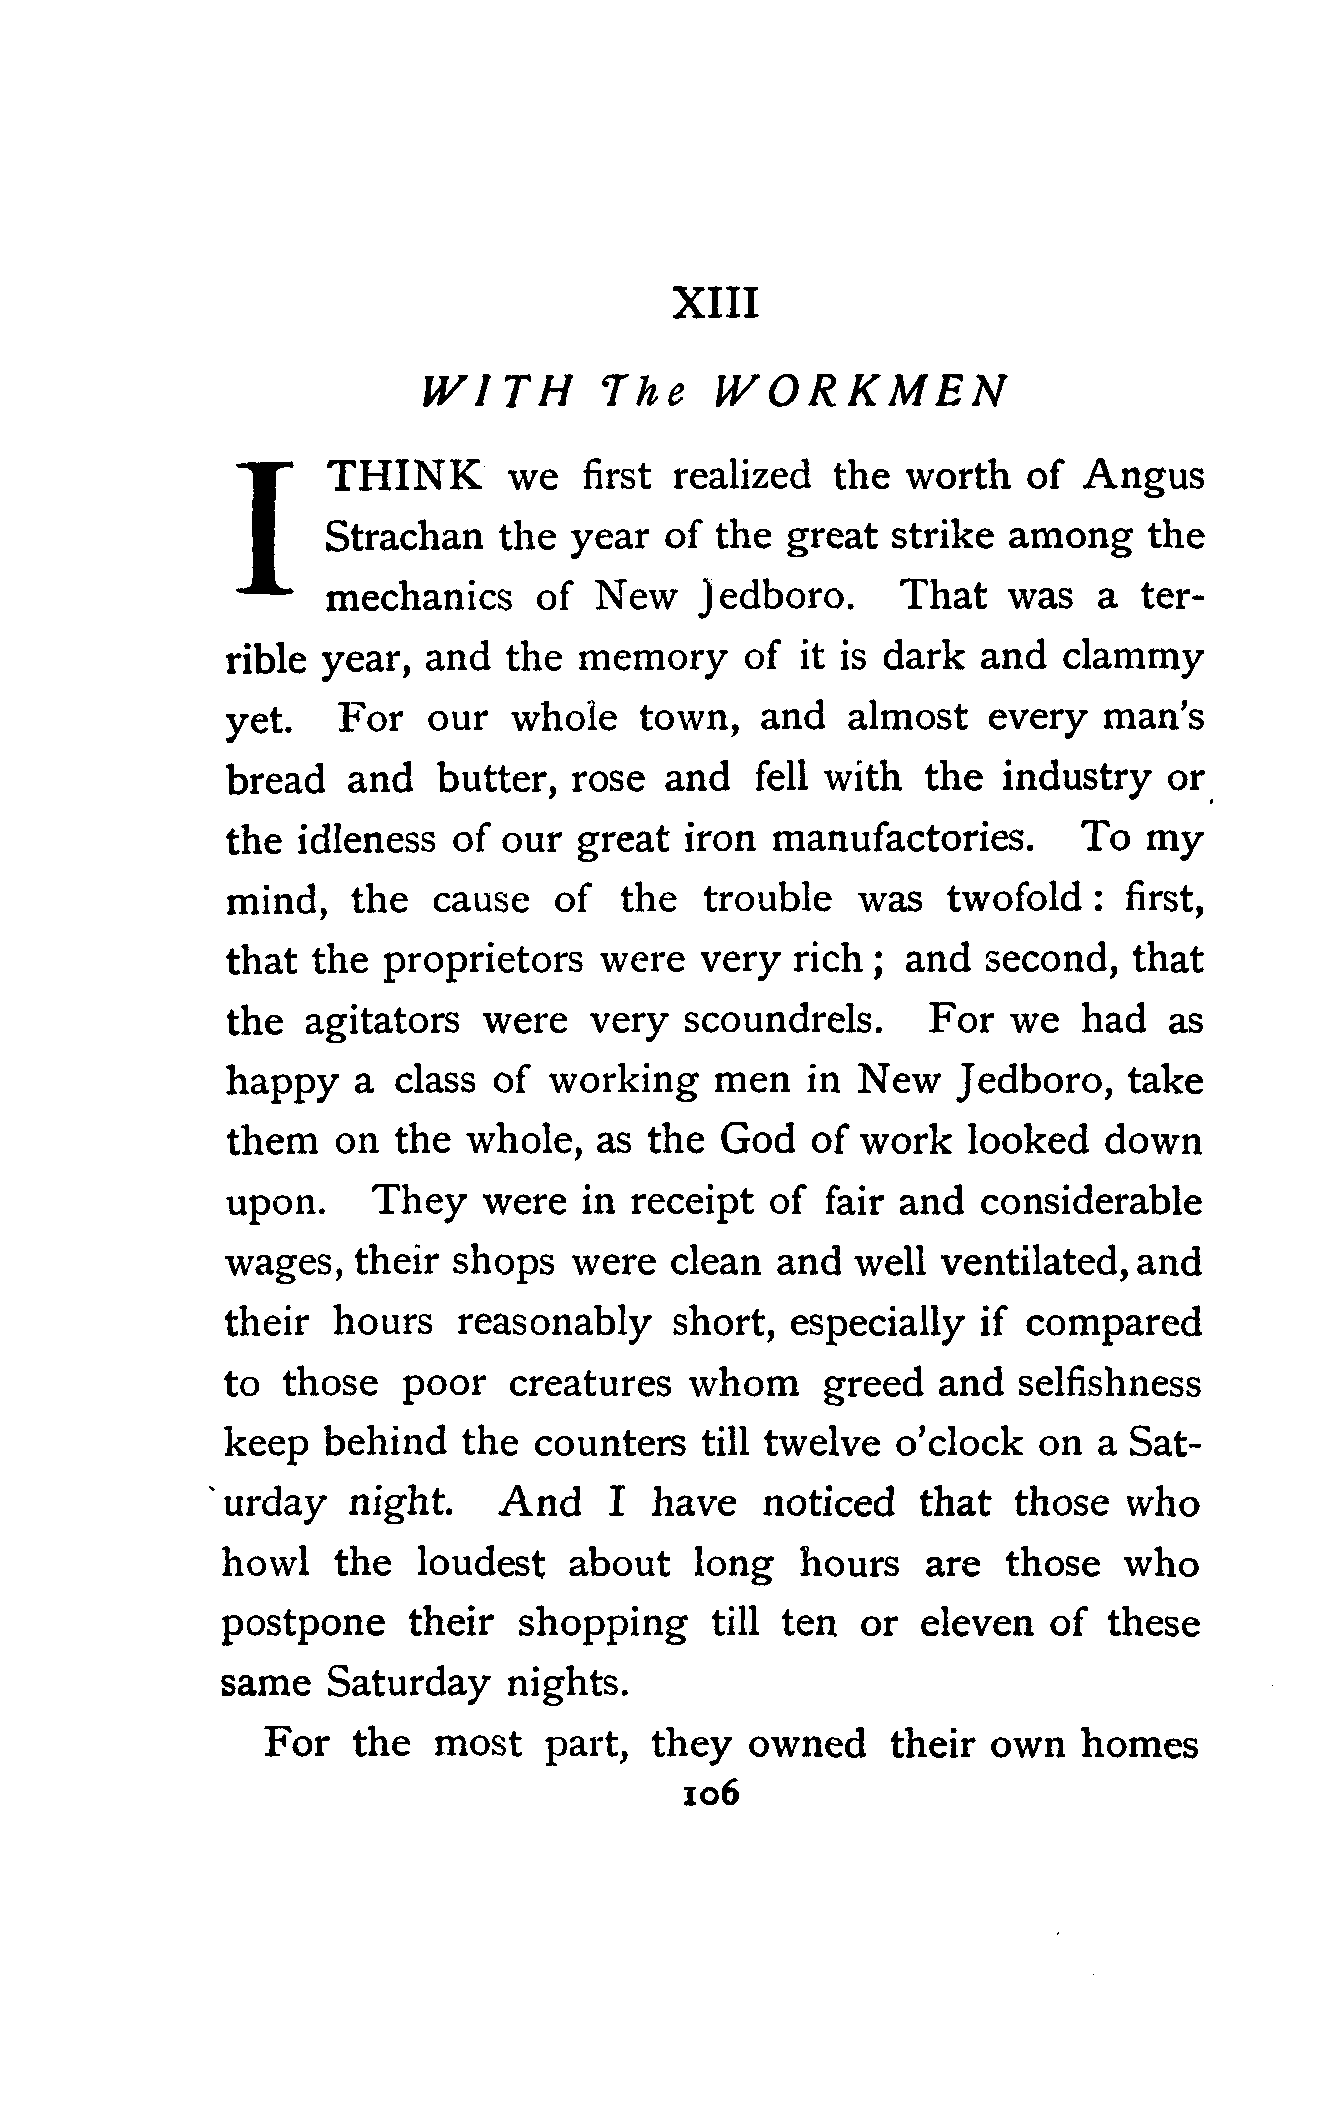 XIII
WITH The WORKMEN
I THINK we first realized the worth of Angus
Strachan the year of the great strike among the
mechanics of New Jedboro. That was a ter-
rible year, and the memory of it is dark and clammy
yet. For our whole town, and almost every man's
bread and butter, rose and fell with the industry or
the idleness of our great iron manufactories. To my
mind, the cause of the trouble was twofold : first,
that the proprietors were very rich ; and second, that
the agitators were very scoundrels. For we had as
happy a class of working men in New Jedboro, take
them on the whole, as the God of work looked down
upon. They were in receipt of fair and considerable
wages, their shops were clean and well ventilated, and
their hours reasonably short, especially if compared
to those poor creatures whom greed and selfishness
keep behind the counters till twelve o'clock on a Sat-
urday night. And I have noticed that those who
howl the loudest about long hours are those who
postpone their shopping till ten or eleven of these
same Saturday nights.
For the most part, they owned their own homes
106